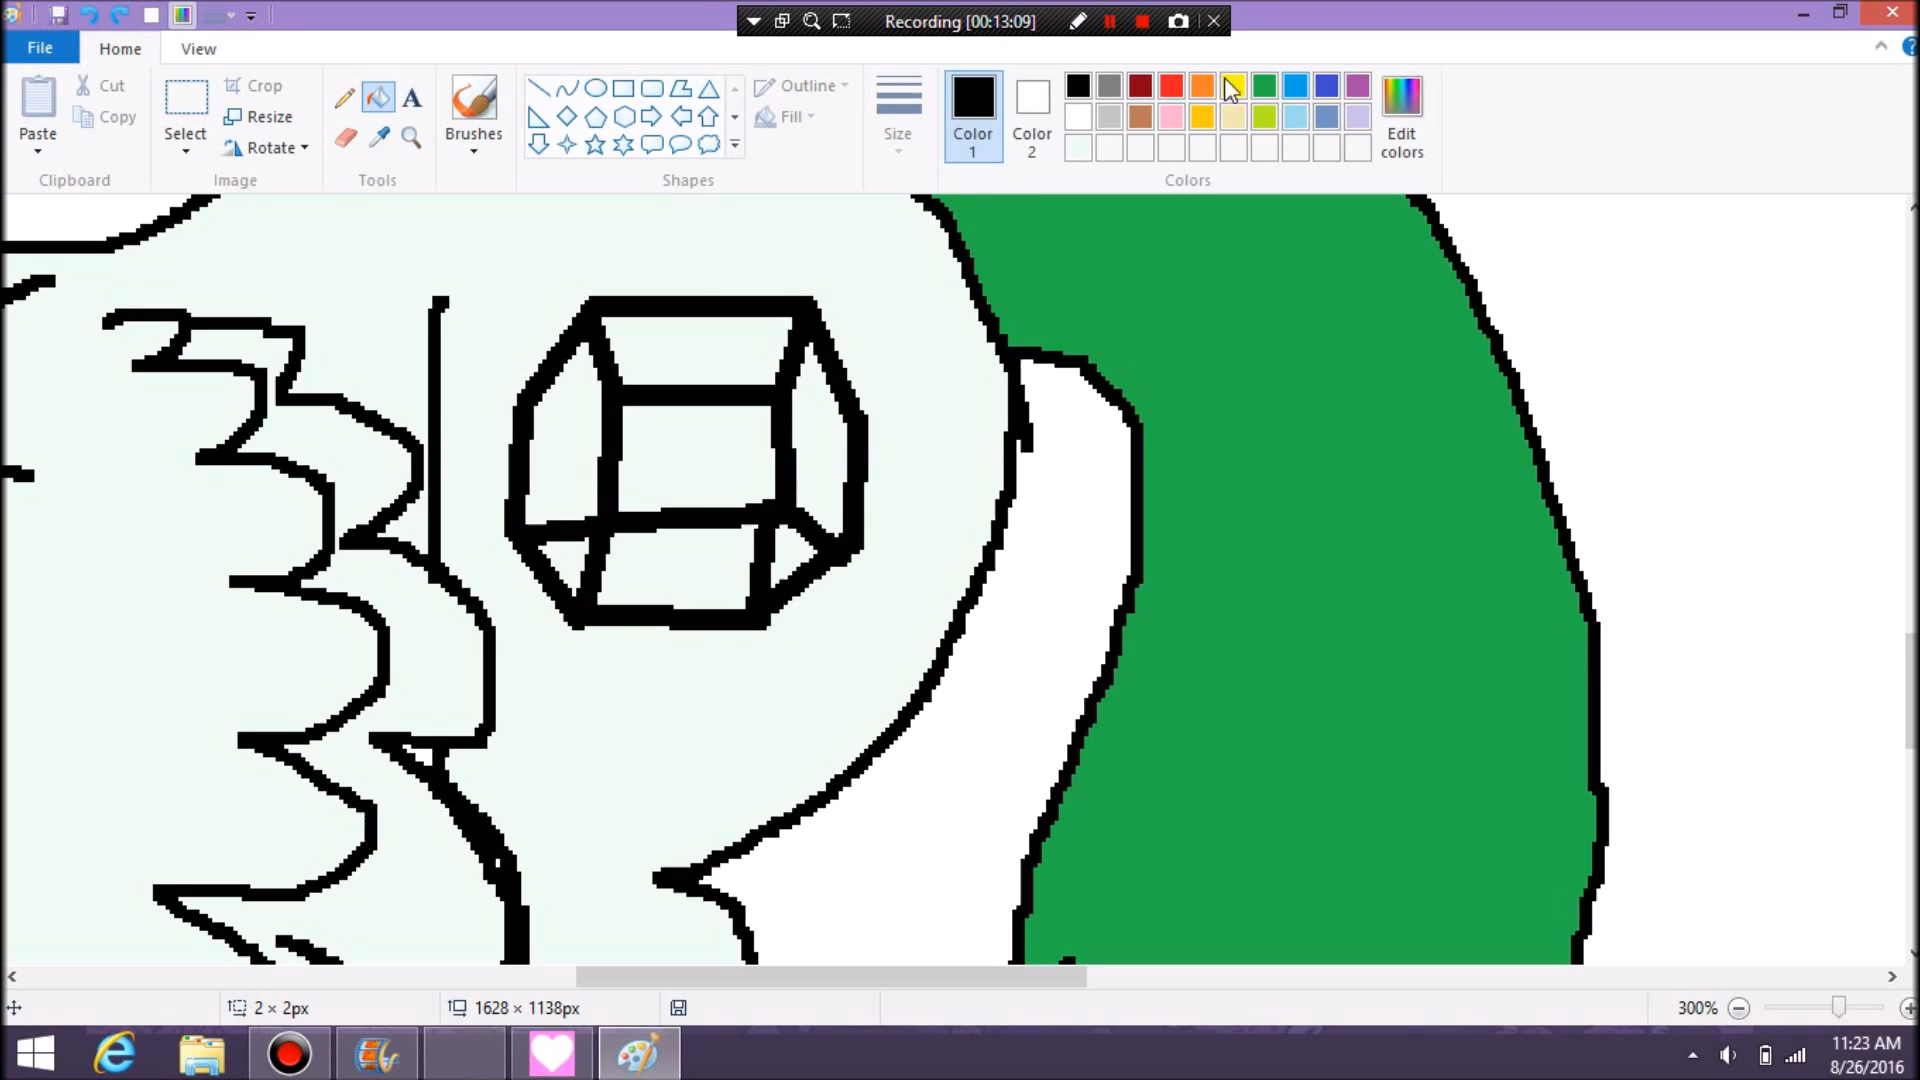 Recording [00:13:09]
File Home View
Paste
Cut
Copy
Clipboard
Select
Crop
Resize
Rotate
Image
A
Tools
Brushes
Outline
Fill
Shapes
Size
Color
1
Color
2
Edit
colors
Colors
2 × 2px
1628 × 1138px
300%
11:23 AM
8/26/2016